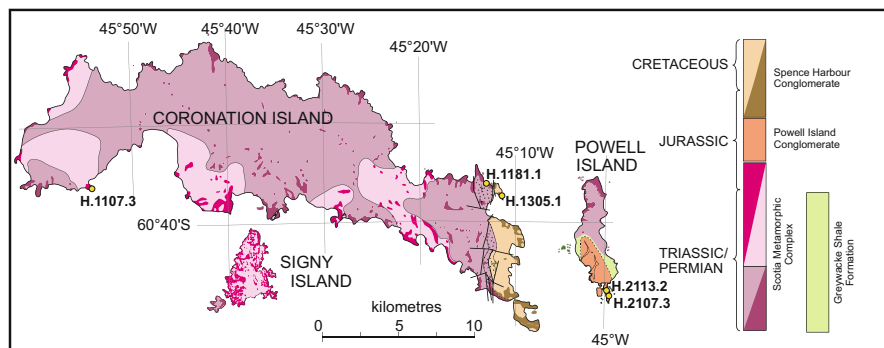 45°50'W
45°40'W
45°30'W
45°20'W
CORONATION ISLAND
45°10'W
POWELL
ISLAND
H.1181.1
H.1305.1
H.1107.3
60°40'S
SIGNY
ISLAND
kilometres
0 5 10
H.2113.2
H.2107.3
45°W
CRETACEOUS
JURASSIC
TRIASSIC/
PERMIAN
Spence Harbour
Conglomerate
Powell Island
Conglomerate
Scotia Metamorphic
Complex
Greywacke Shale
Formation